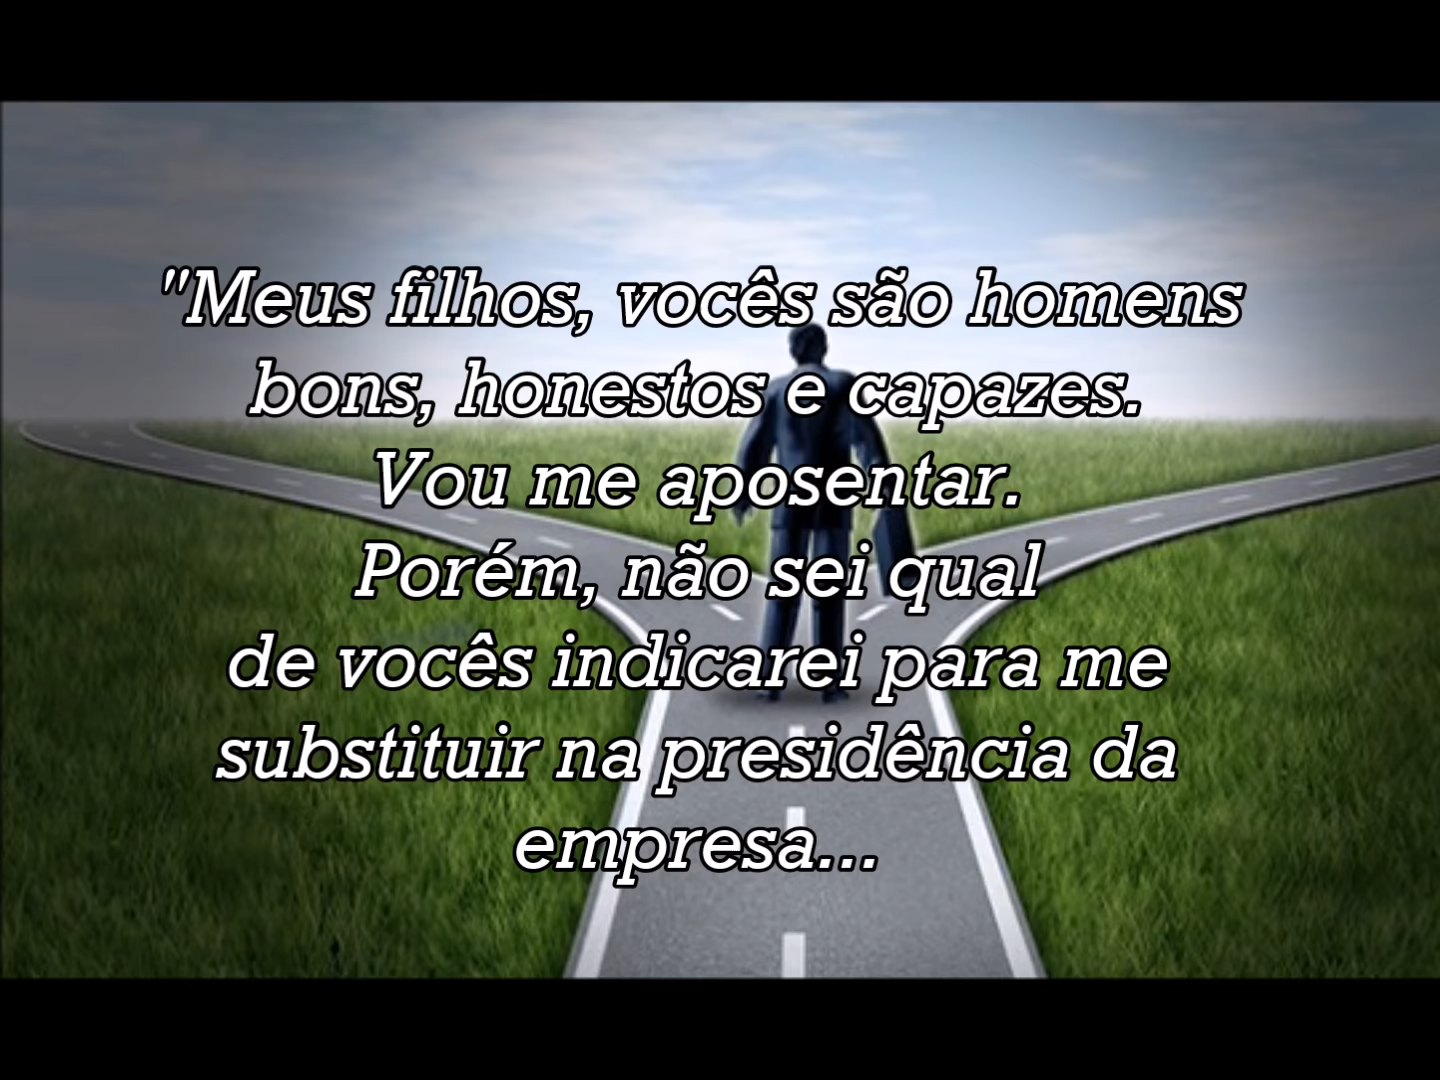 "Meus filhos, vocês são homens
bons, honestos e capazes.
Vou me aposentar.
Porém, não sei qual
de vocês indicarei para me
substituir na presidência da
empresa...